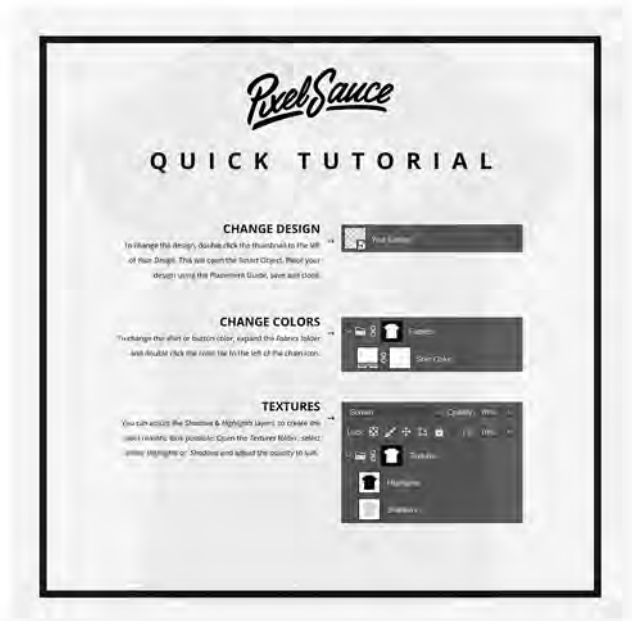 Pixel Sauce
QUICK TUTORIAL
CHANGE DESIGN
To change the design, double click the thumbnail to the left
of Your Design. This will open the Smart Object. Place your
design using the Placement Guide, save and close.
Your Design
CHANGE COLORS
To change the shirt or button color, expand the Fabrics folder
and double click the color tile to the left of the chain icon.
Fabrics
Shirt Color
TEXTURES
You can adjust the Shadows & Highlights layers, to create the
most realistic look possible. Open the Textures folder, select
either Highlights or Shadows and adjust the opacity to suit.
Screen Opacity:
Lock:
Textures
Highlights
Shadows